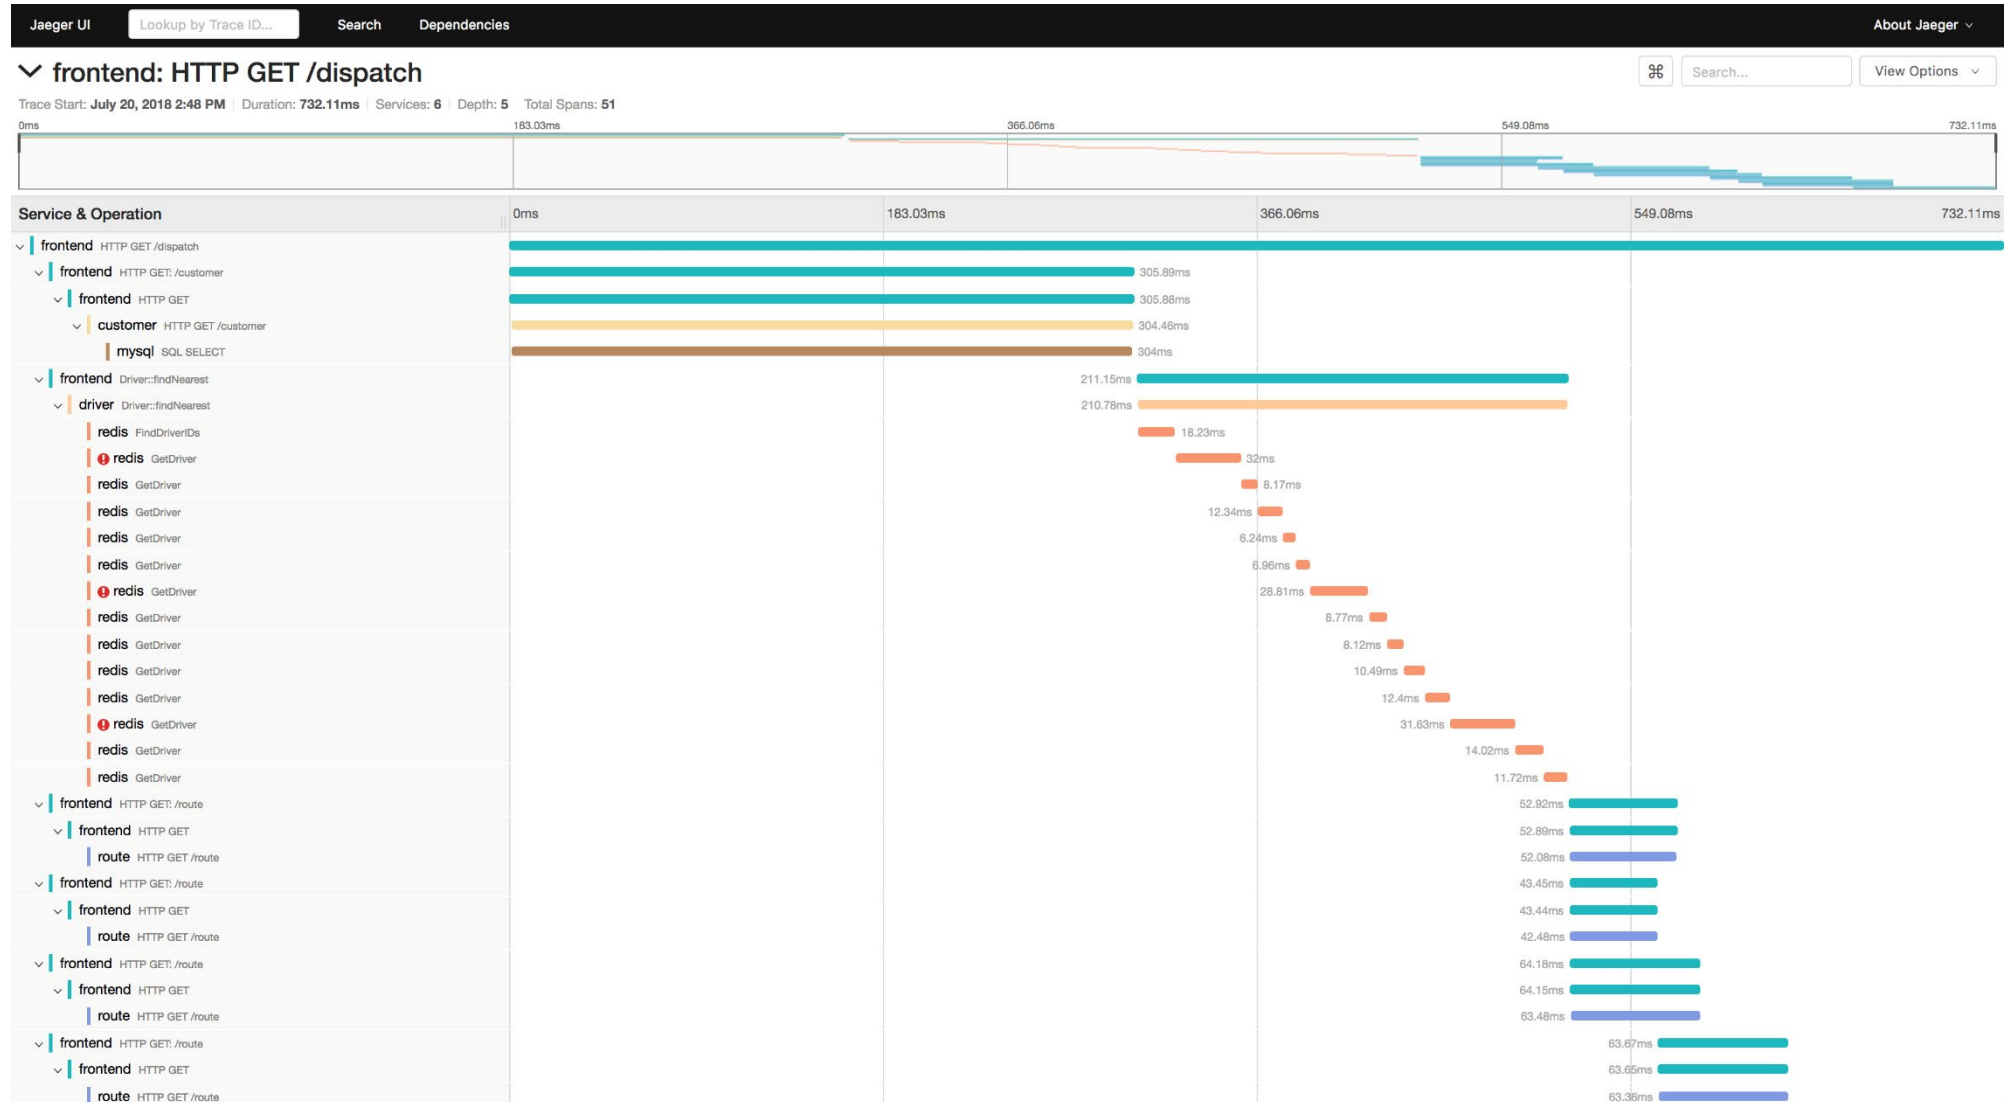 Jaeger UI Lookup by Trace ID... Search Dependencies About Jaeger
frontend: HTTP GET /dispatch ⌘ Search... View Options
Trace Start: July 20, 2018 2:48 PM Duration: 732.11ms Services: 6 Depth: 5 Total Spans: 51
0ms 183.03ms 366.06ms 549.08ms 732.11ms
Service & Operation 0ms 183.03ms 366.06ms 549.08ms 732.11ms
frontend HTTP GET /dispatch
frontend HTTP GET: /customer 305.89ms
frontend HTTP GET 305.88ms
customer HTTP GET /customer 304.46ms
mysql SQL SELECT 304ms
frontend Driver::findNearest 211.15ms
driver Driver::findNearest 210.78ms
redis FindDriverIDs 18.23ms
redis GetDriver 32ms
redis GetDriver 8.17ms
redis GetDriver 12.34ms
redis GetDriver 6.24ms
redis GetDriver 6.96ms
redis GetDriver 28.81ms
redis GetDriver 8.77ms
redis GetDriver 8.12ms
redis GetDriver 10.49ms
redis GetDriver 12.4ms
redis GetDriver 31.63ms
redis GetDriver 14.02ms
redis GetDriver 11.72ms
frontend HTTP GET: /route 52.92ms
frontend HTTP GET 52.89ms
route HTTP GET /route 52.08ms
frontend HTTP GET: /route 43.45ms
frontend HTTP GET 43.44ms
route HTTP GET /route 42.48ms
frontend HTTP GET: /route 64.18ms
frontend HTTP GET 64.15ms
route HTTP GET /route 63.48ms
frontend HTTP GET: /route 63.67ms
frontend HTTP GET 63.65ms
route HTTP GET /route 63.36ms